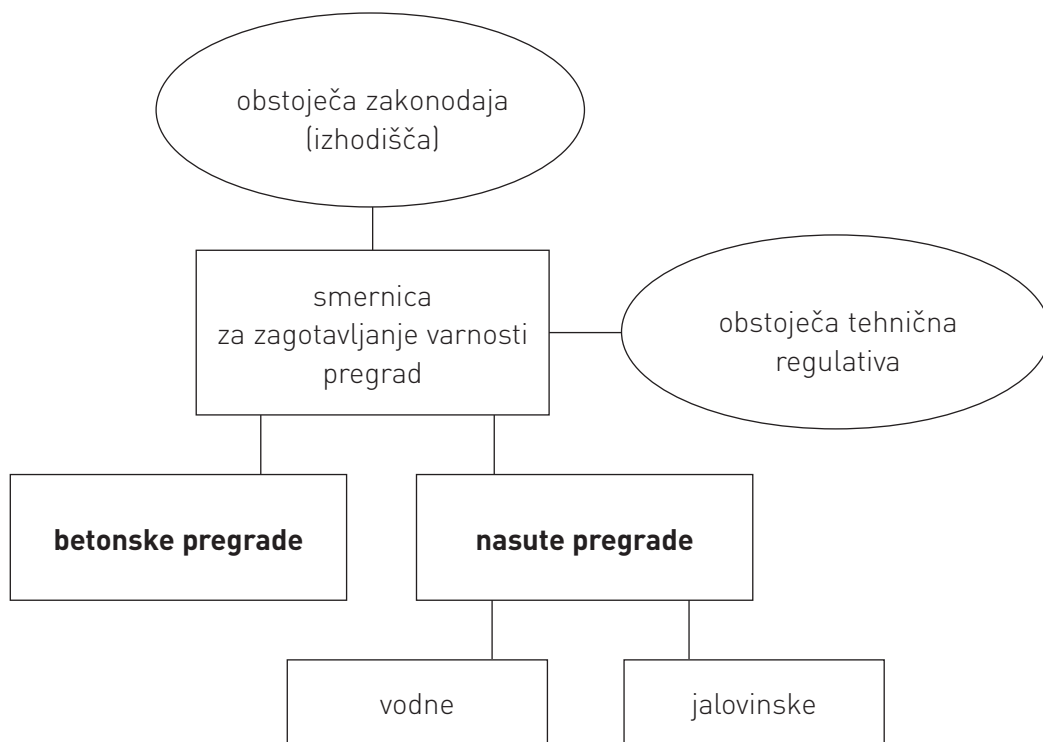 obstoječa zakonodaja
(izhodišča)
smernica
za zagotavljanje varnosti
pregrad
obstoječa tehnična
regulativa
betonske pregrade
nasute pregrade
vodne
jalovinske